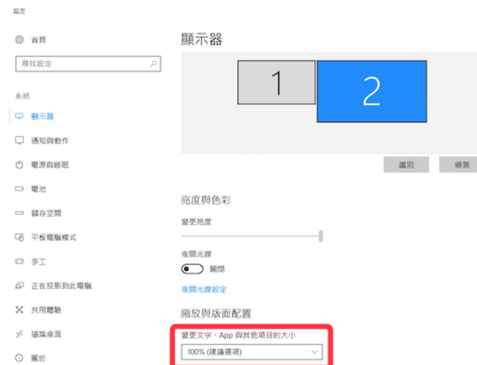 設定
首頁
尋找設定
系統
顯示器
通知與動作
電源與睡眠
電池
儲存空間
平板電腦模式
多工
正在投影到此電腦
共用體驗
遠端桌面
關於
顯示器
1
2
識別
偵測
亮度與色彩
變更亮度
夜間光線
關閉
夜間光線設定
縮放與版面配置
變更文字、App 與其他項目的大小
100% (建議選項)